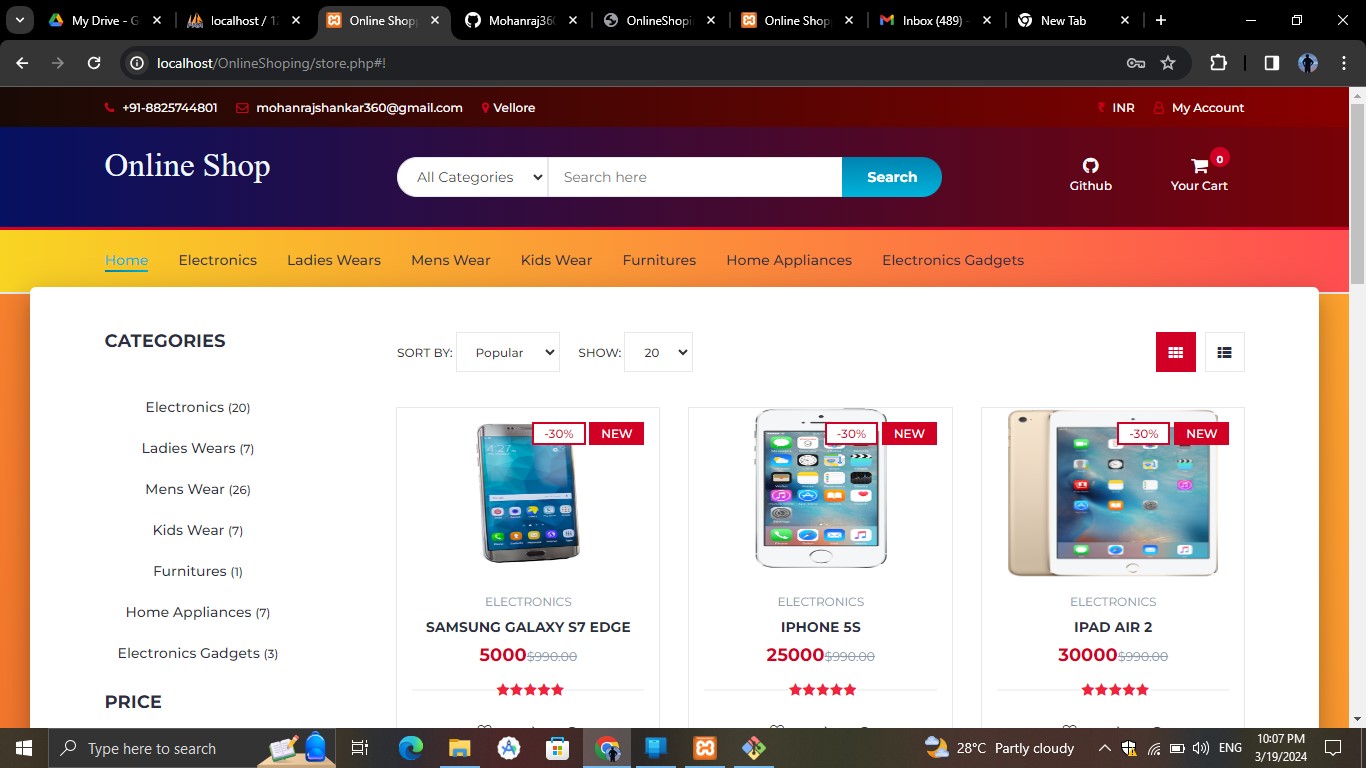 My Drive - G
localhost / 12
Online Shop
Mohanraj360
OnlineShopi
Online Shop
Inbox (489) -
New Tab
localhost/OnlineShoping/store.php#!
+91-8825744801 mohanrajshankar360@gmail.com Vellore INR My Account
Online Shop
All Categories Search here Search
Github
0
Your Cart
Home Electronics Ladies Wears Mens Wear Kids Wear Furnitures Home Appliances Electronics Gadgets
CATEGORIES
Electronics (20)
Ladies Wears (7)
Mens Wear (26)
Kids Wear (7)
Furnitures (1)
Home Appliances (7)
Electronics Gadgets (3)
PRICE
SORT BY: Popular SHOW: 20
-30% NEW
ELECTRONICS
SAMSUNG GALAXY S7 EDGE
5000$990.00
-30% NEW
ELECTRONICS
IPHONE 5S
25000$990.00
-30% NEW
ELECTRONICS
IPAD AIR 2
30000$990.00
Type here to search
28°C Partly cloudy
ENG
10:07 PM
3/19/2024